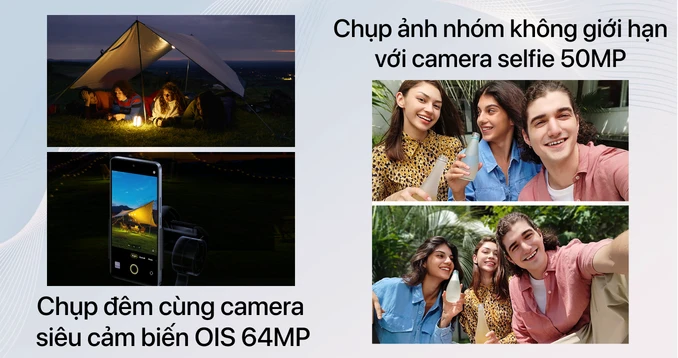 Chụp đêm cùng camera
siêu cảm biến OIS 64MP
Chụp ảnh nhóm không giới hạn
với camera selfie 50MP